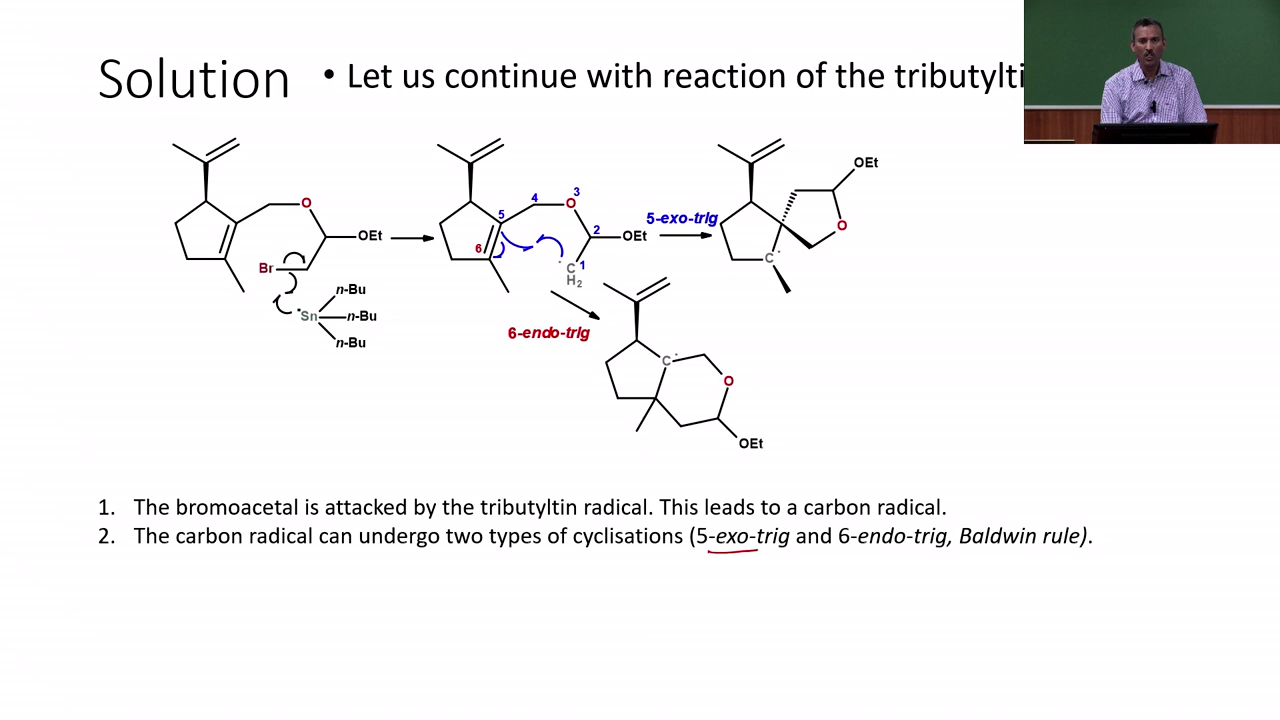 Solution • Let us continue with reaction of the tributylti
OEt
O
O 3
4
5
5-exo-trig
O
2
OEt
OEt
6
C
Br
C 1
H2
n-Bu
Sn
n-Bu
n-Bu
6-endo-trig
C
O
OEt
1. The bromoacetal is attacked by the tributyltin radical. This leads to a carbon radical.
2. The carbon radical can undergo two types of cyclisations (5-exo-trig and 6-endo-trig, Baldwin rule).